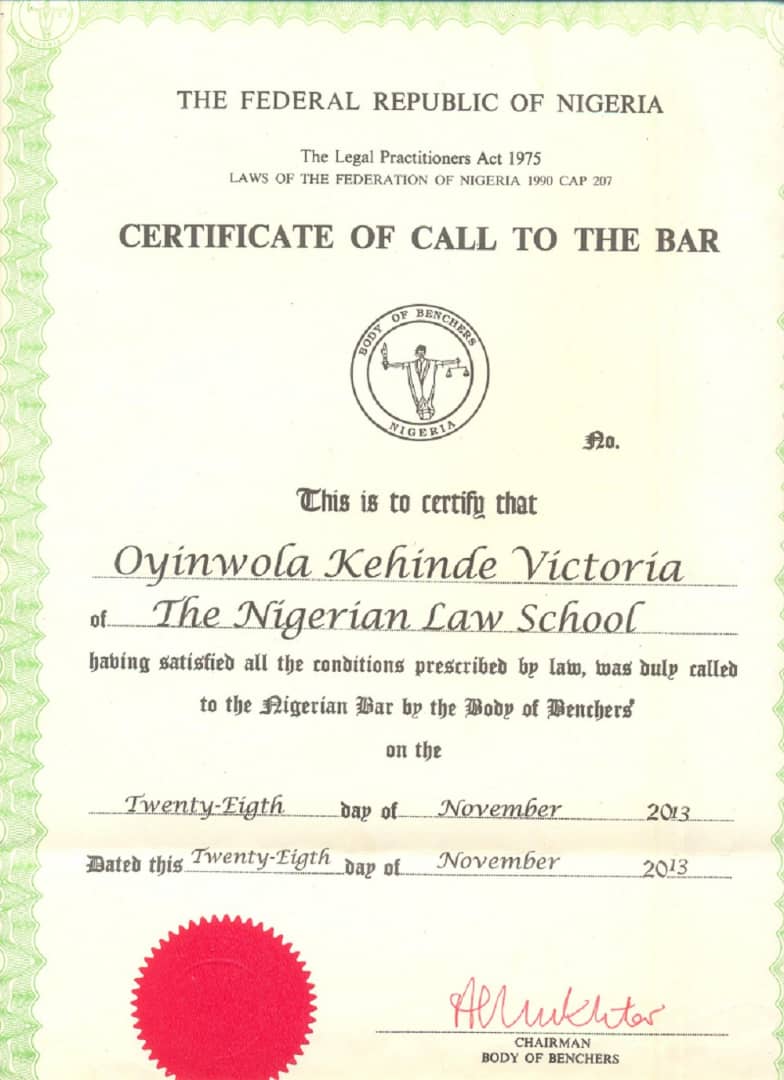 THE FEDERAL REPUBLIC OF NIGERIA
The Legal Practitioners Act 1975
LAWS OF THE FEDERATION OF NIGERIA 1990 CAP 207
CERTIFICATE OF CALL TO THE BAR
BODY OF BENCHERS
NIGERIA
No.
This is to certify that
Oyinwola Kehinde Victoria
of The Nigerian Law School
having satisfied all the conditions prescribed by law, was duly called
to the Nigerian Bar by the Body of Benchers'
on the
Twenty-Eigth day of November 2013
Dated this Twenty-Eigth day of November 2013
CHAIRMAN
BODY OF BENCHERS